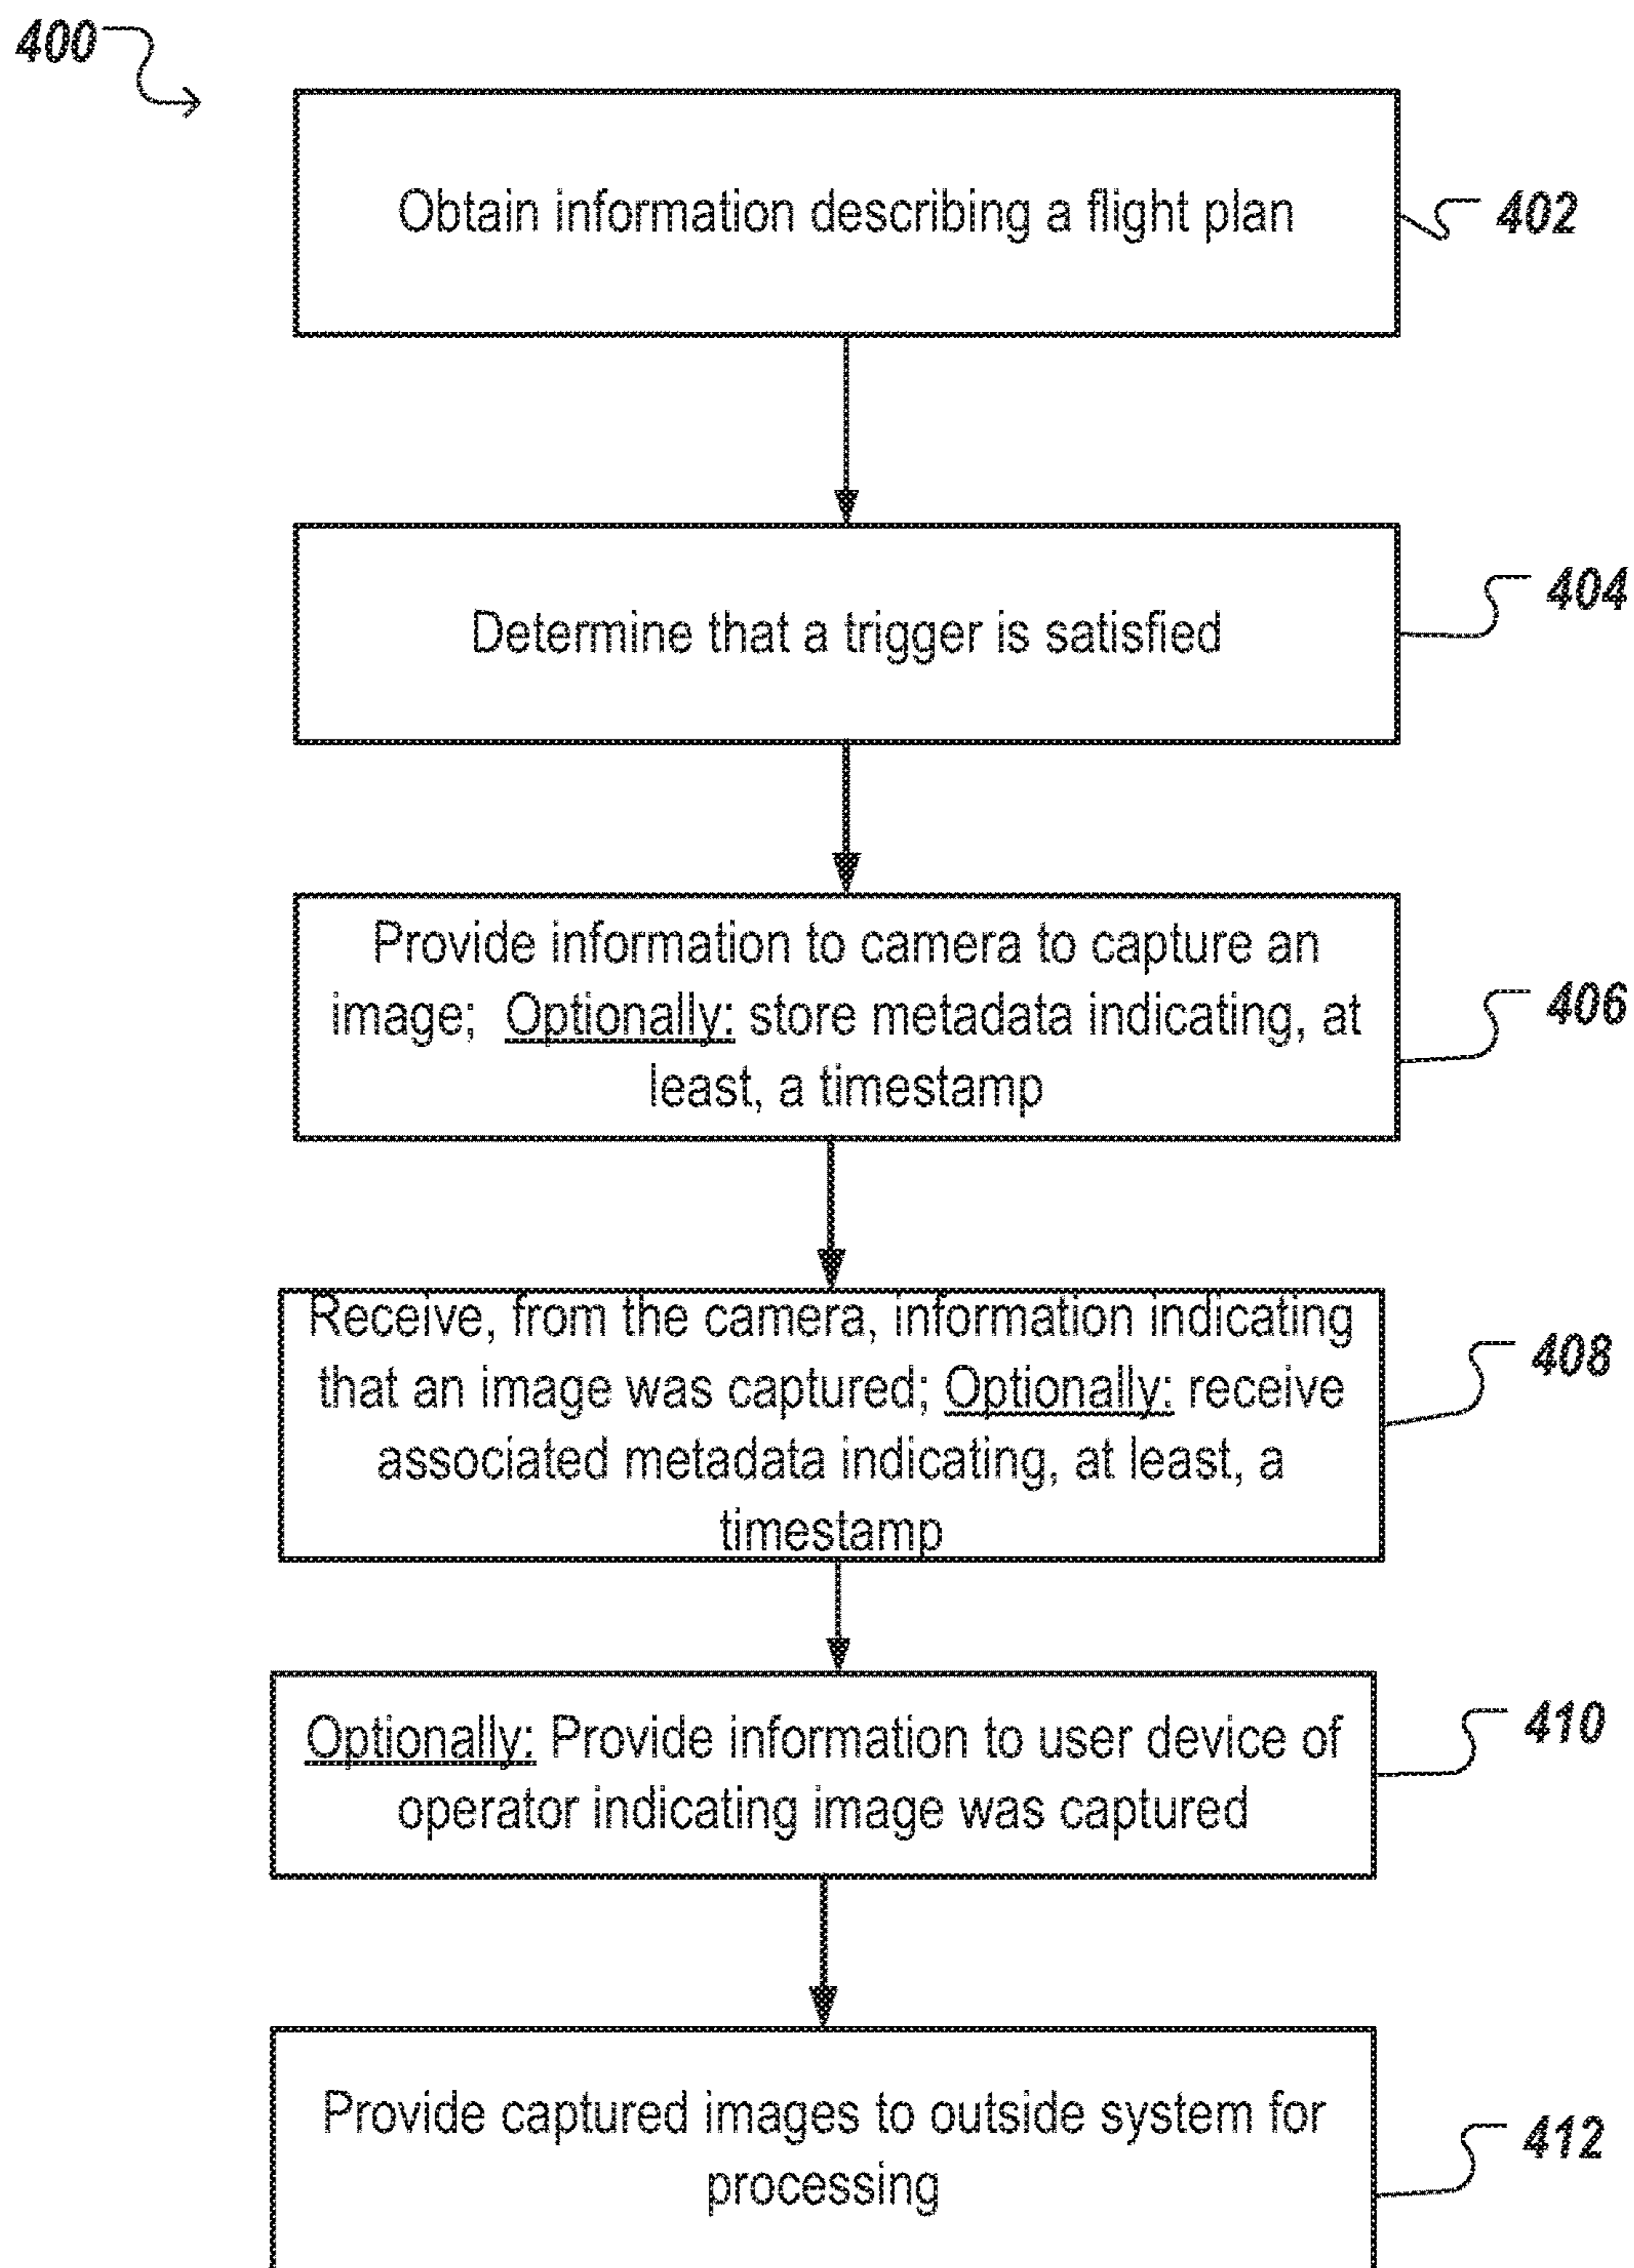 400
Obtain information describing a flight plan
402
Determine that a trigger is satisfied
404
Provide information to camera to capture an
image; Optionally: store metadata indicating, at
least, a timestamp
406
Receive, from the camera, information indicating
that an image was captured; Optionally: receive
associated metadata indicating, at least, a
timestamp
408
Optionally: Provide information to user device of
operator indicating image was captured
410
Provide captured images to outside system for
processing
412